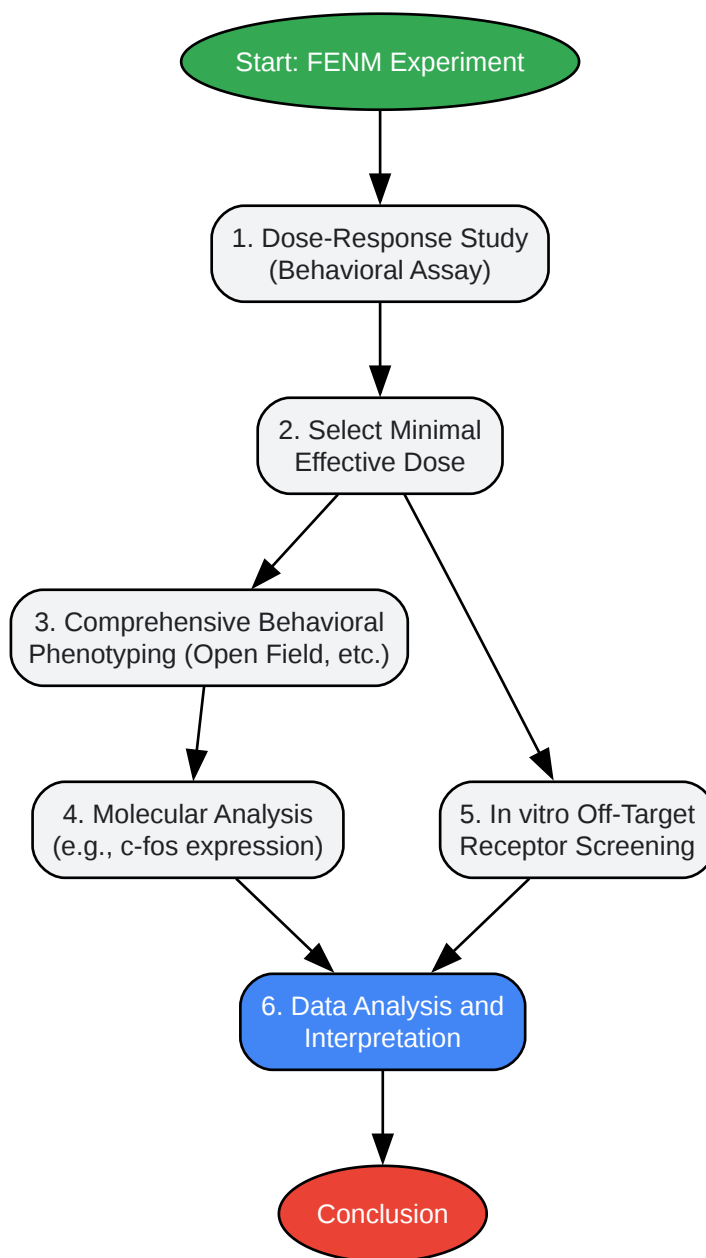 Start: FENM Experiment
1. Dose-Response Study
(Behavioral Assay)
2. Select Minimal
Effective Dose
3. Comprehensive Behavioral
Phenotyping (Open Field, etc.)
4. Molecular Analysis
(e.g., c-fos expression)
5. In vitro Off-Target
Receptor Screening
6. Data Analysis and
Interpretation
Conclusion